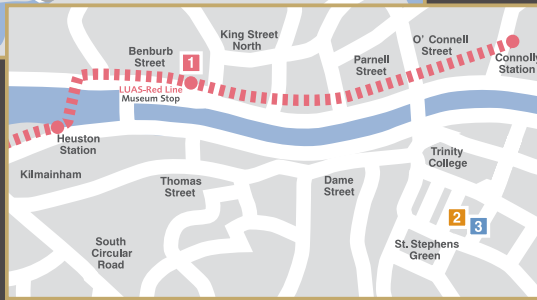 King Street
North
O' Connell
Street
Benburb
Street
1
Parnell
Street
Connolly
Station
LUAS-Red Line
Museum Stop
Heuston
Station
Trinity
College
Kilmainham
Thomas
Street
Dame
Street
2
3
South
Circular
Road
St. Stephens
Green